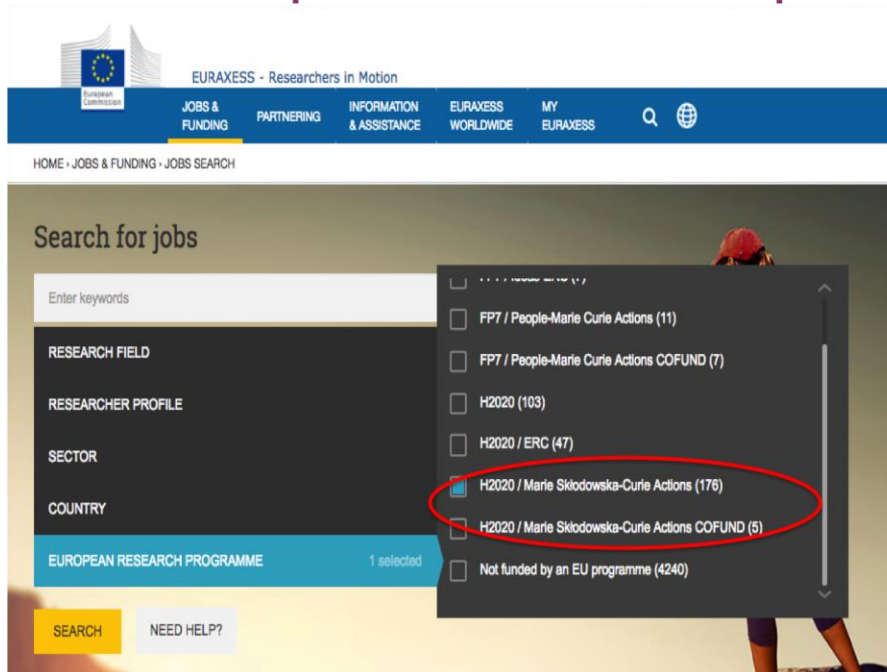 European
Commission
EURAXESS - Researchers in Motion
JOBS &
FUNDING
PARTNERING
INFORMATION
& ASSISTANCE
EURAXESS
WORLDWIDE
MY
EURAXESS
HOME › JOBS & FUNDING › JOBS SEARCH
Search for jobs
Enter keywords
RESEARCH FIELD
RESEARCHER PROFILE
SECTOR
COUNTRY
EUROPEAN RESEARCH PROGRAMME 1 selected
SEARCH
NEED HELP?
FP7 / People-Marie Curie Actions (11)
FP7 / People-Marie Curie Actions COFUND (7)
H2020 (103)
H2020 / ERC (47)
H2020 / Marie Skłodowska-Curie Actions (176)
H2020 / Marie Skłodowska-Curie Actions COFUND (5)
Not funded by an EU programme (4240)